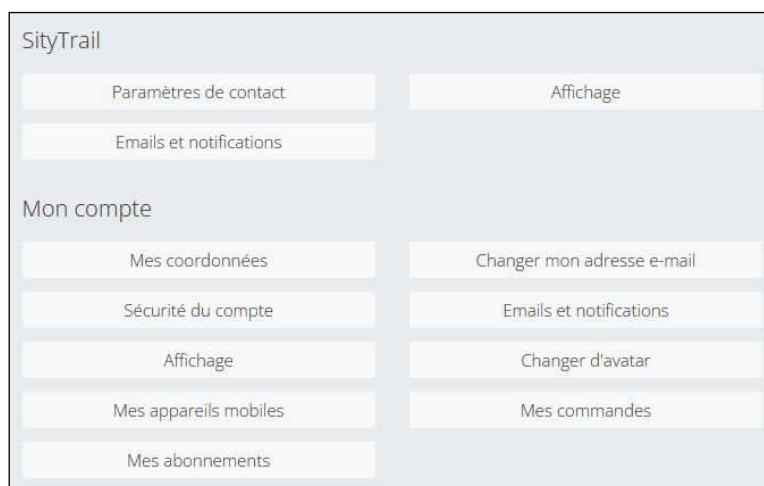 SityTrail
Paramètres de contact
Affichage
Emails et notifications
Mon compte
Mes coordonnées
Changer mon adresse e-mail
Sécurité du compte
Emails et notifications
Affichage
Changer d'avatar
Mes appareils mobiles
Mes commandes
Mes abonnements